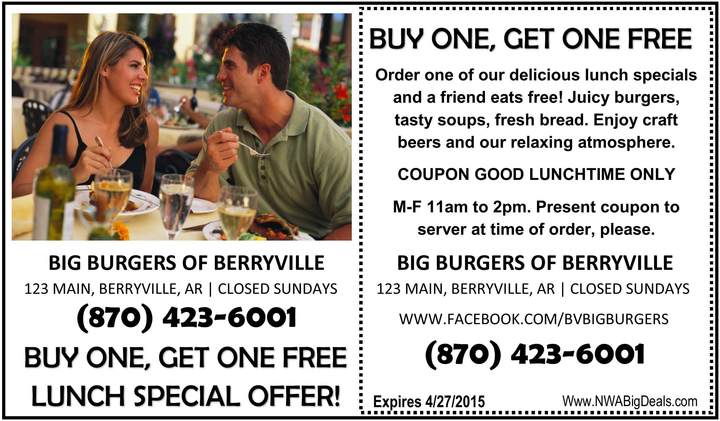 BIG BURGERS OF BERRYVILLE
123 MAIN, BERRYVILLE, AR | CLOSED SUNDAYS
(870) 423-6001
BUY ONE, GET ONE FREE
LUNCH SPECIAL OFFER!
BUY ONE, GET ONE FREE
Order one of our delicious lunch specials
and a friend eats free! Juicy burgers,
tasty soups, fresh bread. Enjoy craft
beers and our relaxing atmosphere.
COUPON GOOD LUNCHTIME ONLY
M-F 11am to 2pm. Present coupon to
server at time of order, please.
BIG BURGERS OF BERRYVILLE
123 MAIN, BERRYVILLE, AR | CLOSED SUNDAYS
WWW.FACEBOOK.COM/BVBIGBURGERS
(870) 423-6001
Expires 4/27/2015 Www.NWABigDeals.com